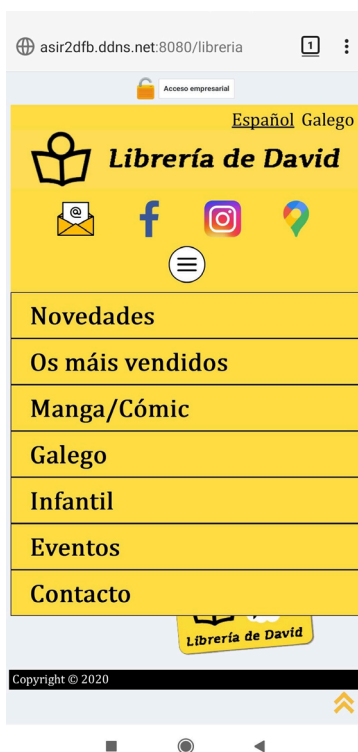 asir2dfb.ddns.net:8080/libreria
1
Acceso empresarial
Español Galego
Librería de David
@
f
Novedades
Os máis vendidos
Manga/Cómic
Galego
Infantil
Eventos
Contacto
Librería de David
Copyright © 2020